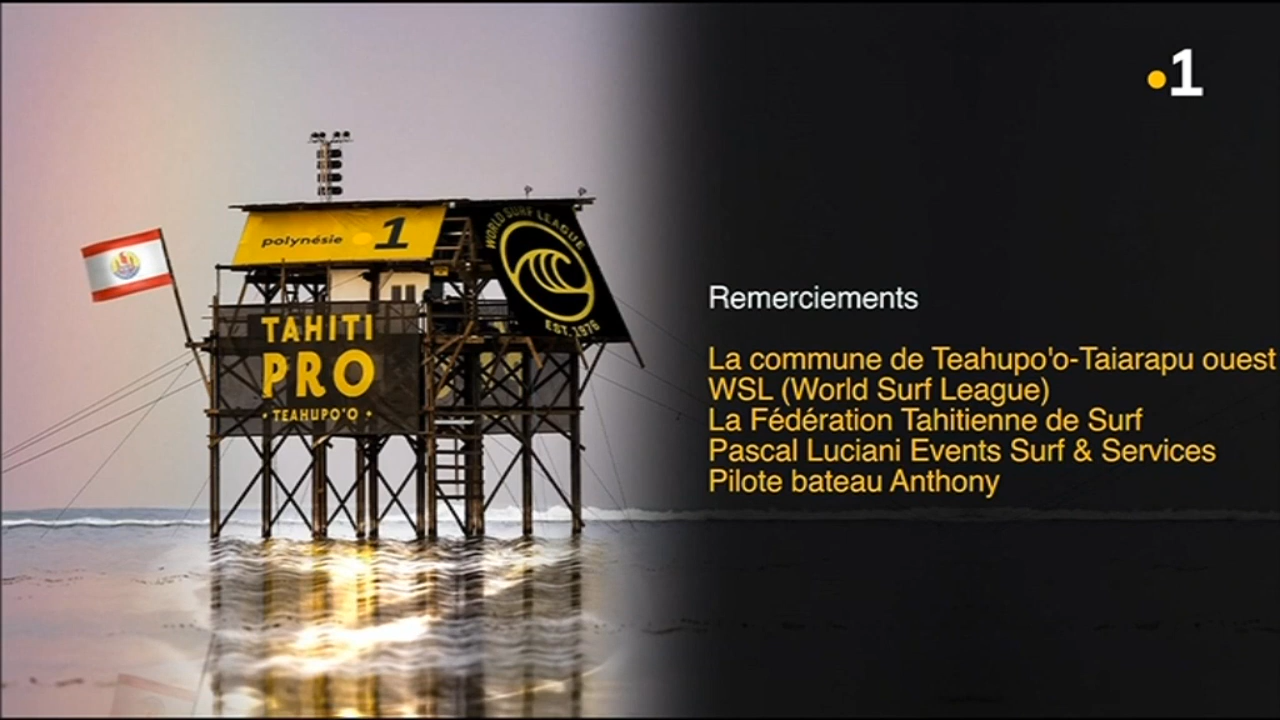 1
polynésie 1
WORLD SURF LEAGUE
EST. 1976
TAHITI
PRO
• TEAHUPO'O •
Remerciements
La commune de Teahupo'o-Taiarapu ouest
WSL (World Surf League)
La Fédération Tahitienne de Surf
Pascal Luciani Events Surf & Services
Pilote bateau Anthony